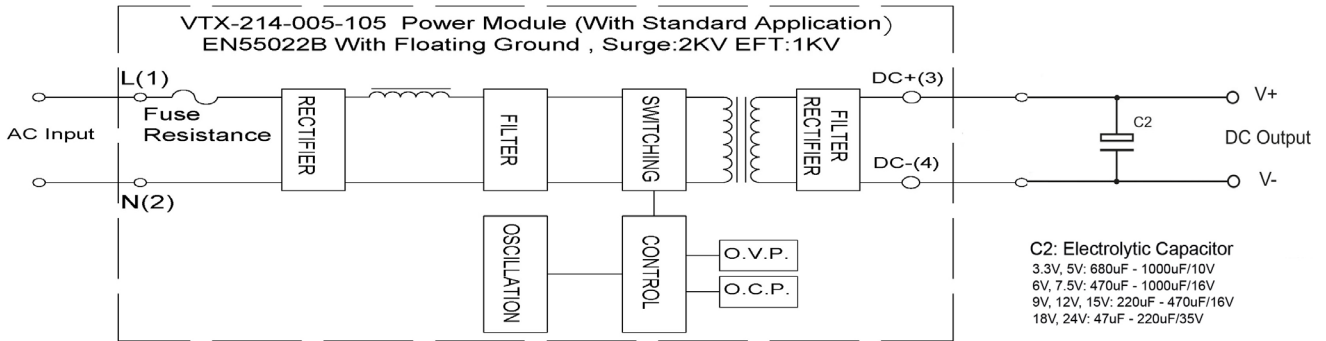 VTX-214-005-105 Power Module (With Standard Application)
EN55022B With Floating Ground , Surge:2KV EFT:1KV
L(1)
DC+(3)
V+
Fuse
Resistance
AC Input
RECTIFIER
FILTER
SWITCHING
FILTER
RECTIFIER
C2
DC Output
DC-(4)
V-
N(2)
OSCILLATION
CONTROL
O.V.P.
O.C.P.
C2: Electrolytic Capacitor
3.3V, 5V: 680uF - 1000uF/10V
6V, 7.5V: 470uF - 1000uF/16V
9V, 12V, 15V: 220uF - 470uF/16V
18V, 24V: 47uF - 220uF/35V